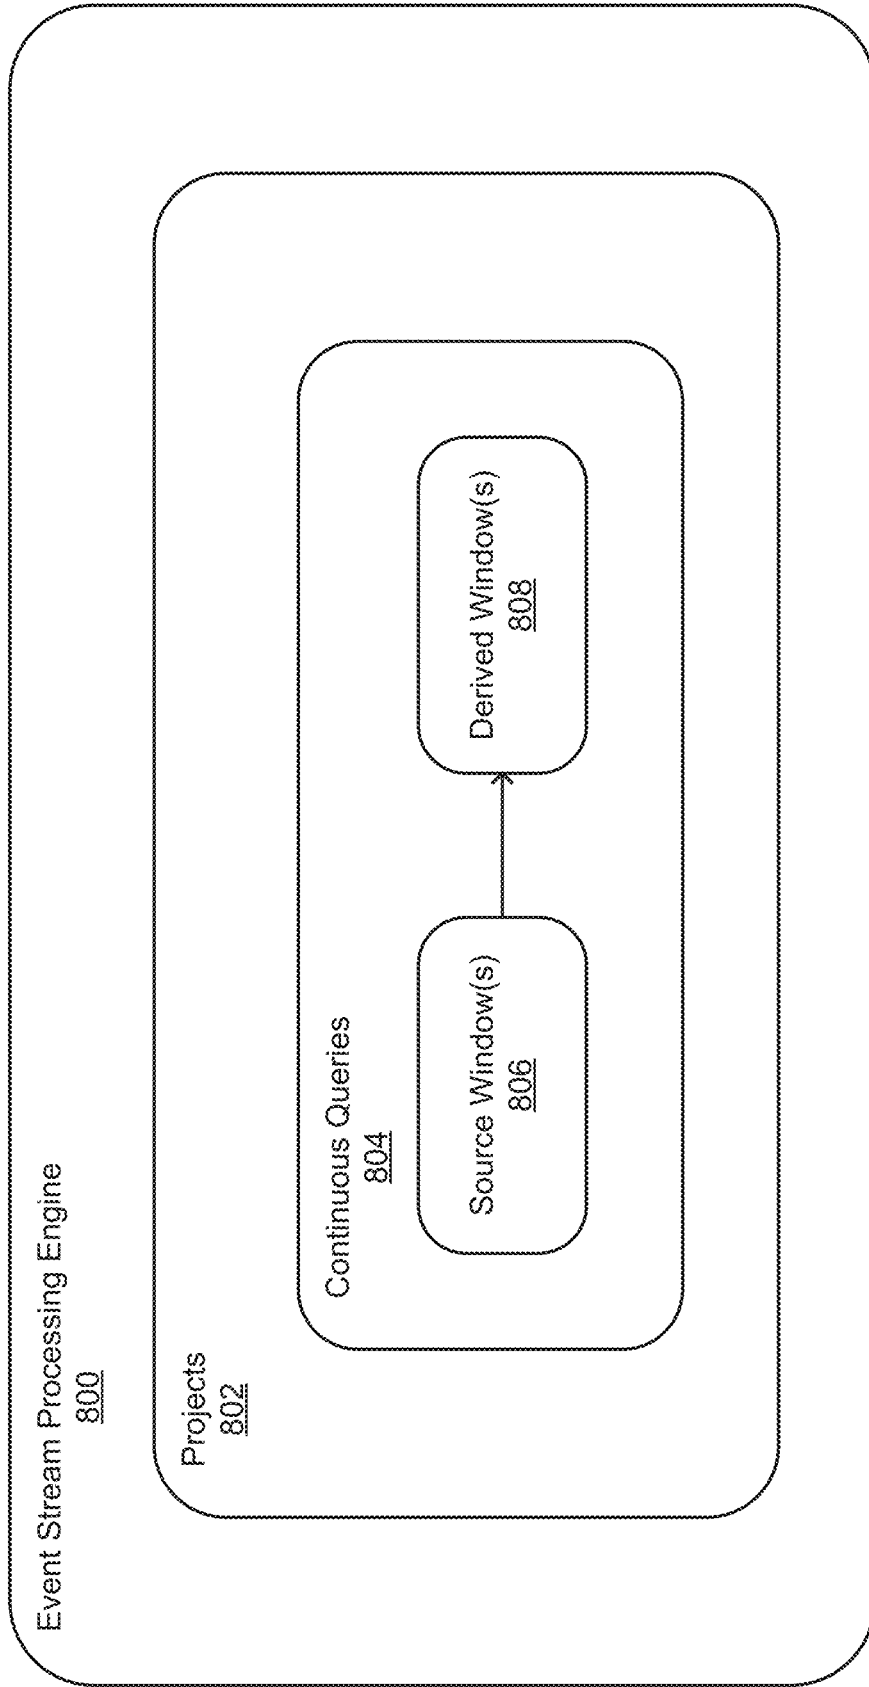 Event Stream Processing Engine
800
Projects
802
Continuous Queries
804
Source Window(s)
806
Derived Window(s)
808